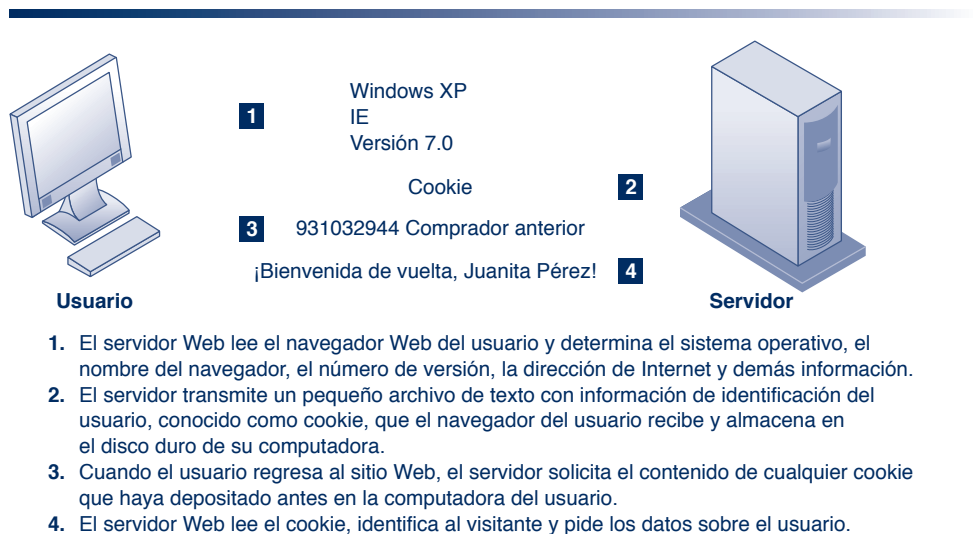 Windows XP
1 IE
Versión 7.0
Cookie 2
3 931032944 Comprador anterior
¡Bienvenida de vuelta, Juanita Pérez! 4
Usuario Servidor
1. El servidor Web lee el navegador Web del usuario y determina el sistema operativo, el
nombre del navegador, el número de versión, la dirección de Internet y demás información.
2. El servidor transmite un pequeño archivo de texto con información de identificación del
usuario, conocido como cookie, que el navegador del usuario recibe y almacena en
el disco duro de su computadora.
3. Cuando el usuario regresa al sitio Web, el servidor solicita el contenido de cualquier cookie
que haya depositado antes en la computadora del usuario.
4. El servidor Web lee el cookie, identifica al visitante y pide los datos sobre el usuario.